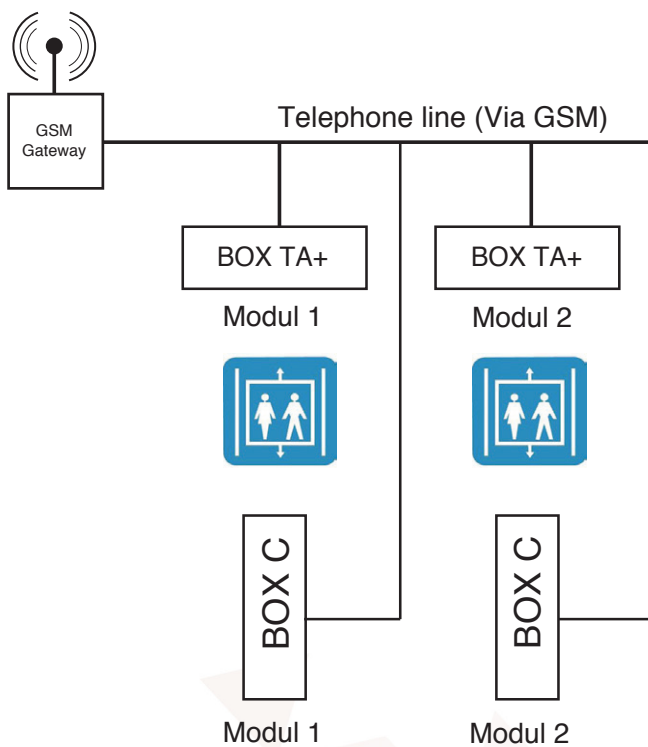 GSM
Gateway
Telephone line (Via GSM)
BOX TA+
BOX TA+
Modul 1
Modul 2
BOX C
BOX C
Modul 1
Modul 2